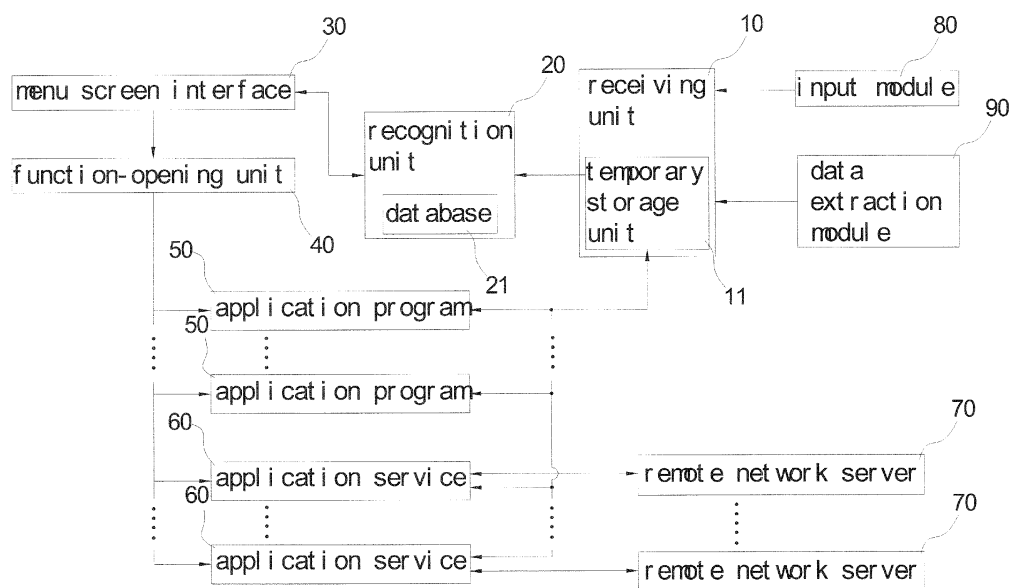 30
10
80
20
menu screen interface
receiving
unit
input module
90
recognition
unit
function-opening unit
temporary
storage
unit
data
extraction
module
database
40
50
21
11
application program
50
application program
60
70
application service
remote network server
60
70
application service
remote network server